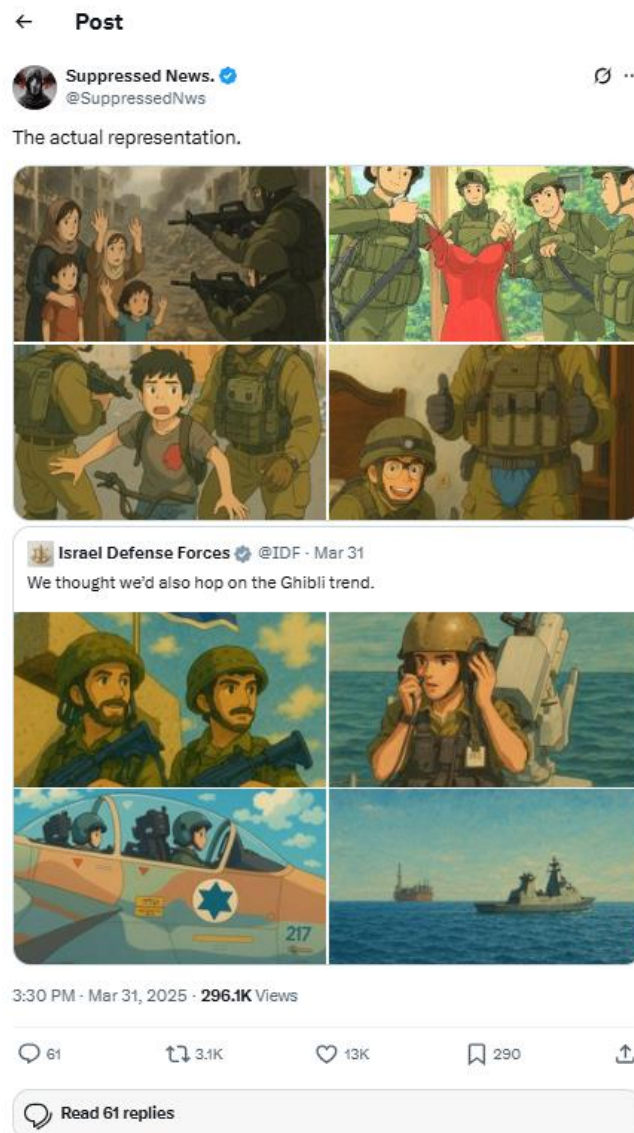 Post
Suppressed News.
@SuppressedNws
The actual representation.
Israel Defense Forces @IDF · Mar 31
We thought we'd also hop on the Ghibli trend.
217
3:30 PM · Mar 31, 2025 · 296.1K Views
61 3.1K 13K 290
Read 61 replies